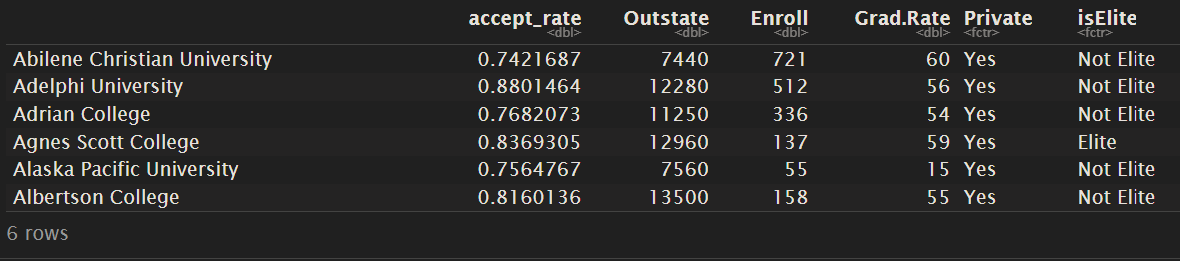 accept_rate Outstate Enroll Grad.Rate Private isElite
<dbl> <dbl> <dbl> <dbl> <fctr> <fctr>
Abilene Christian University 0.7421687 7440 721 60 Yes Not Elite
Adelphi University 0.8801464 12280 512 56 Yes Not Elite
Adrian College 0.7682073 11250 336 54 Yes Not Elite
Agnes Scott College 0.8369305 12960 137 59 Yes Elite
Alaska Pacific University 0.7564767 7560 55 15 Yes Not Elite
Albertson College 0.8160136 13500 158 55 Yes Not Elite
6 rows